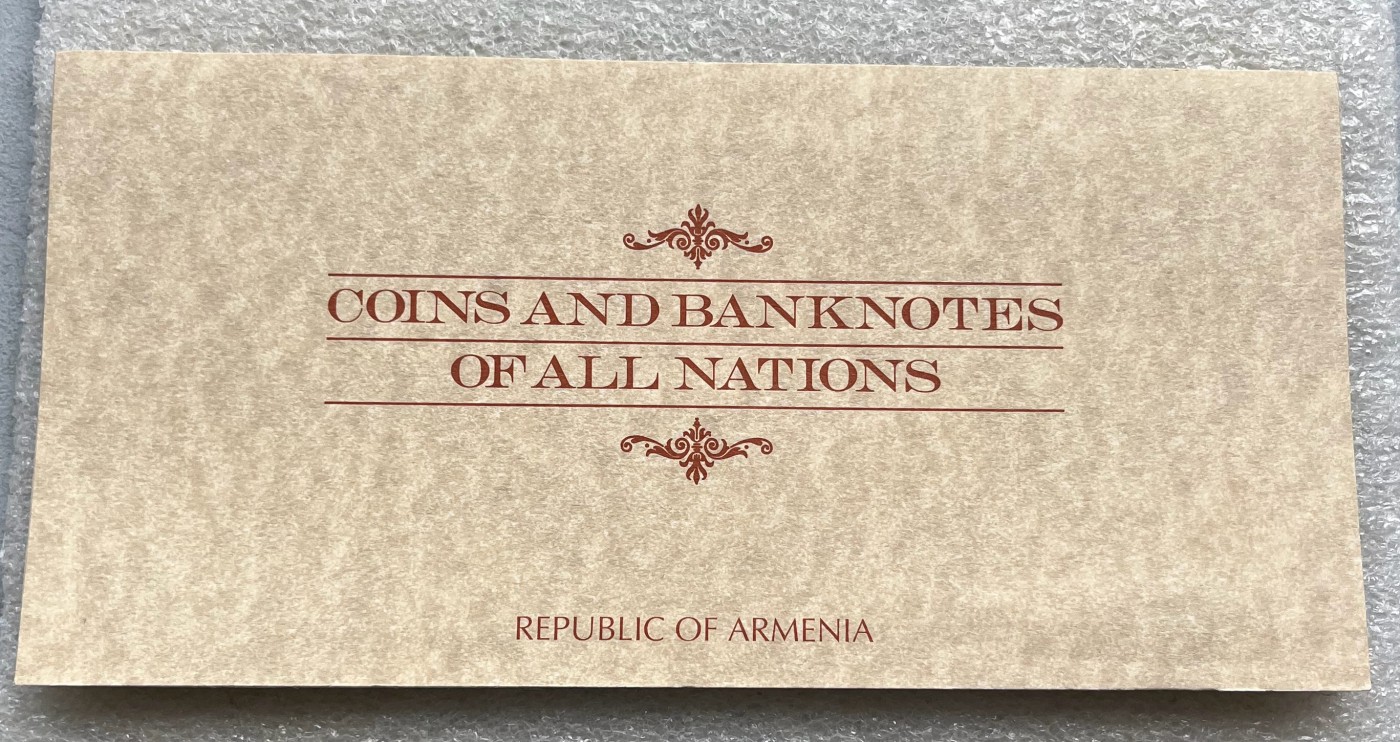 COINS AND BANKNOTES
OF ALL NATIONS
REPUBLIC OF ARMENIA